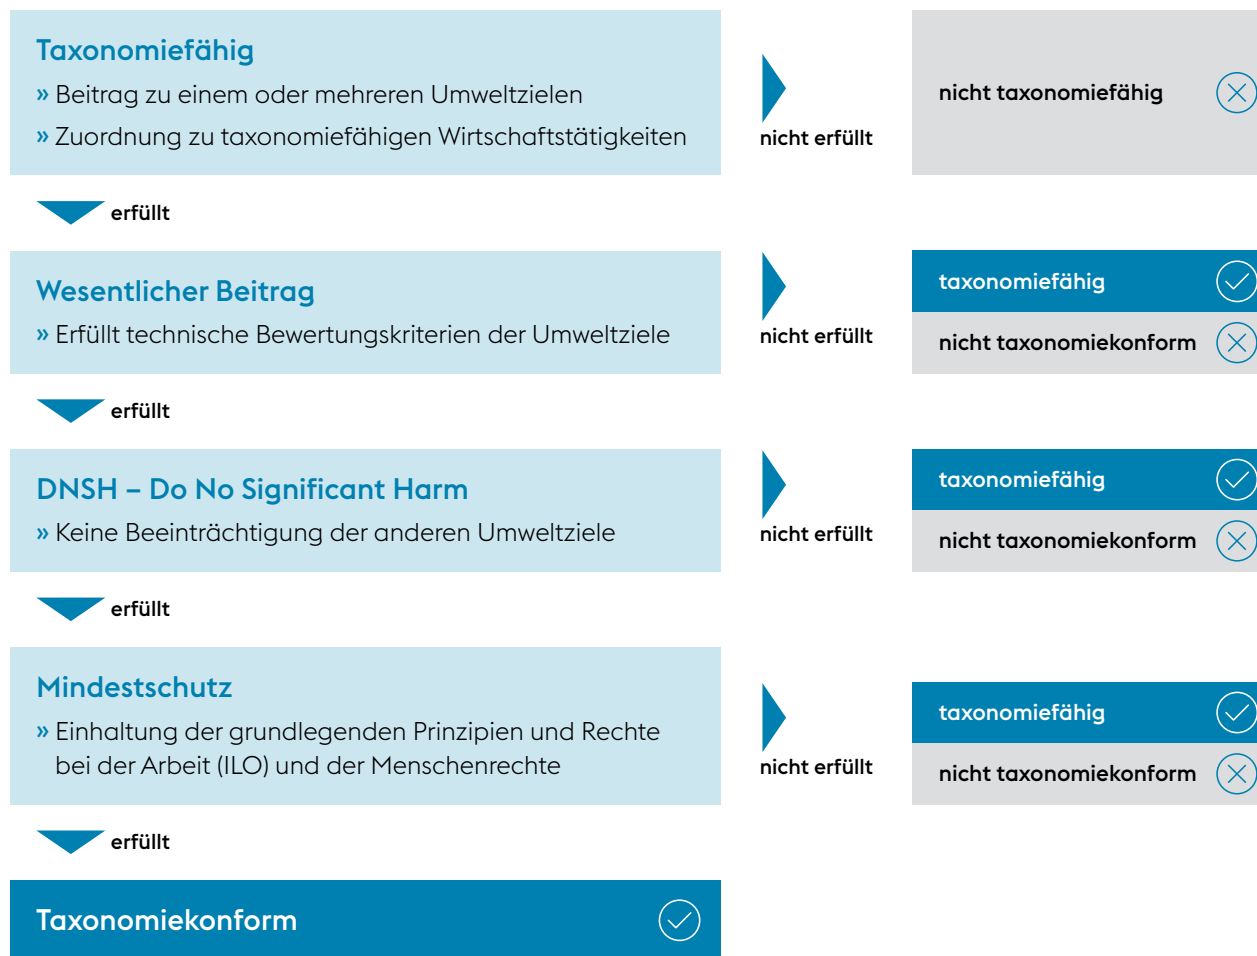 Taxonomiefähig
» Beitrag zu einem oder mehreren Umweltzielen
» Zuordnung zu taxonomiefähigen Wirtschaftstätigkeiten
nicht erfüllt
nicht taxonomiefähig
erfüllt
Wesentlicher Beitrag
» Erfüllt technische Bewertungskriterien der Umweltziele
nicht erfüllt
taxonomiefähig
nicht taxonomiekonform
erfüllt
DNSH – Do No Significant Harm
» Keine Beeinträchtigung der anderen Umweltziele
nicht erfüllt
taxonomiefähig
nicht taxonomiekonform
erfüllt
Mindestschutz
» Einhaltung der grundlegenden Prinzipien und Rechte
bei der Arbeit (ILO) und der Menschenrechte
nicht erfüllt
taxonomiefähig
nicht taxonomiekonform
erfüllt
Taxonomiekonform